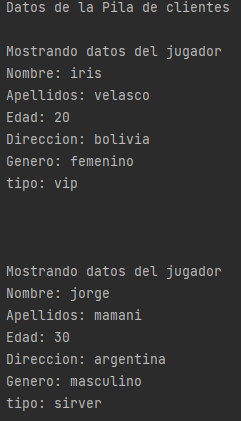 Datos de la Pila de clientes
Mostrando datos del jugador
Nombre: iris
Apellidos: velasco
Edad: 20
Direccion: bolivia
Genero: femenino
tipo: vip
Mostrando datos del jugador
Nombre: jorge
Apellidos: mamani
Edad: 30
Direccion: argentina
Genero: masculino
tipo: sirver